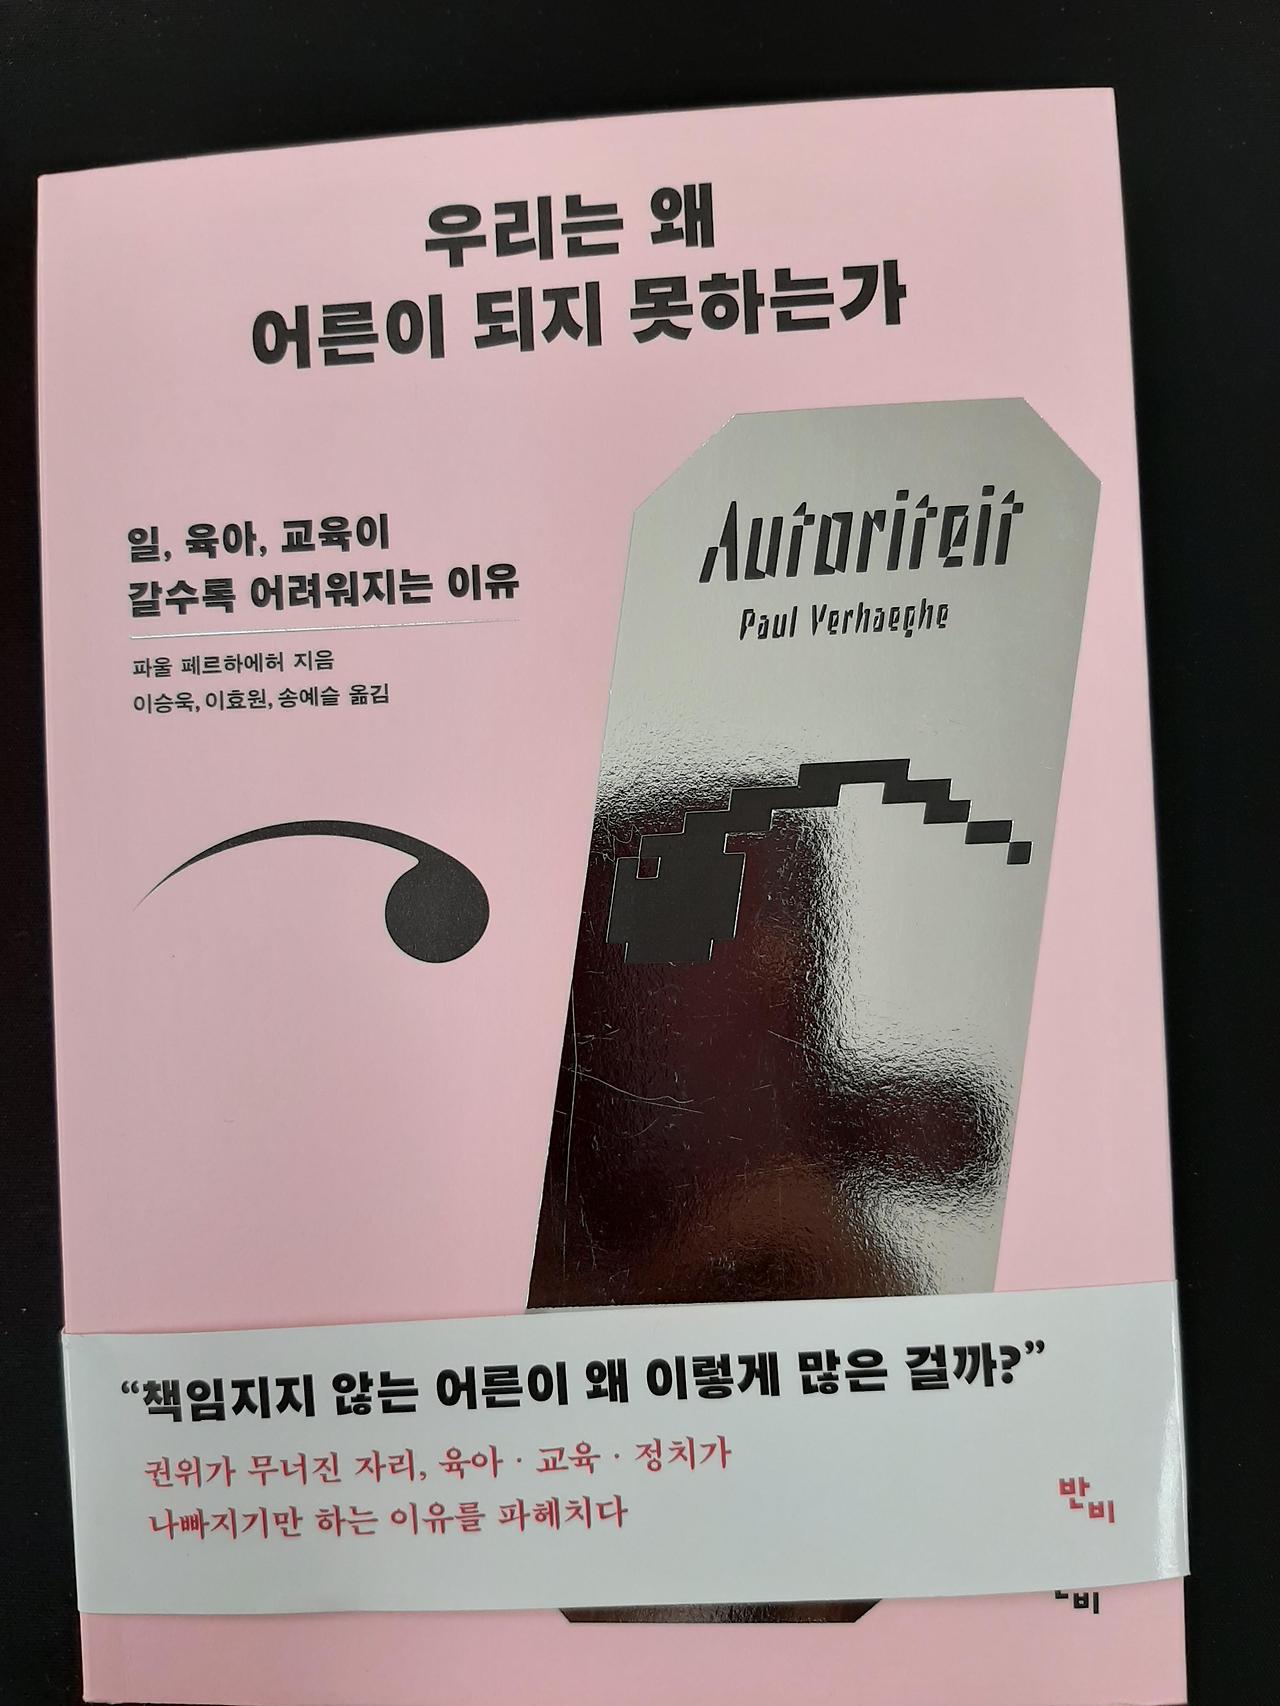 우리는 왜
어른이 되지 못하는가
Autoriteit
Paul Verhaeghe
일, 육아, 교육이
갈수록 어려워지는 이유
파울 페르하에허 지음
이승욱, 이효원, 송예슬 옮김
“책임지지 않는 어른이 왜 이렇게 많은 걸까?”
권위가 무너진 자리, 육아 · 교육 · 정치가
나빠지기만 하는 이유를 파헤치다
반비